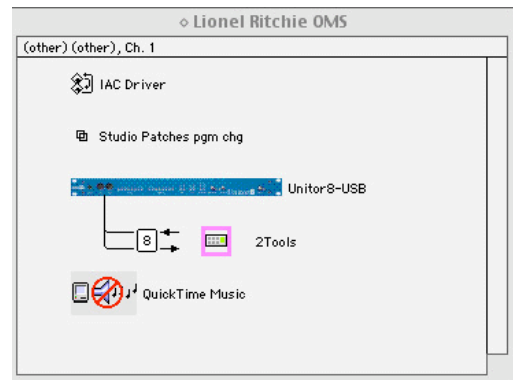 ◇ Lionel Ritchie OMS
(other) (other), Ch. 1
IAC Driver
Studio Patches pgm chg
Unitor8-USB
8
2Tools
QuickTime Music